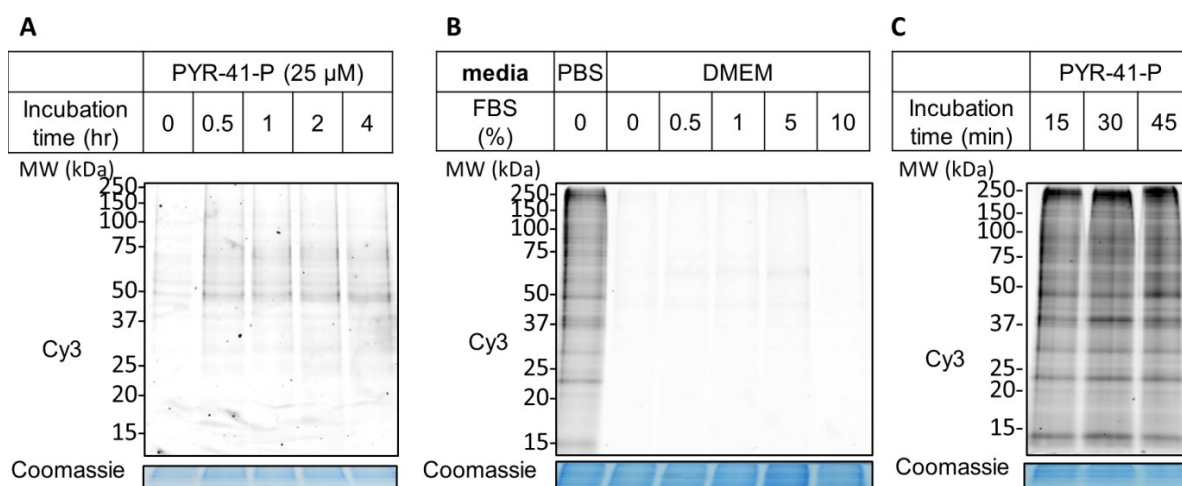 A
PYR-41-P (25 µM)
Incubation time (hr) 0 0.5 1 2 4
MW (kDa)
250-
150-
100-
75-
50-
37-
25-
20-
15-
Cy3
Coomassie
B
media PBS DMEM
FBS (%) 0 0 0.5 1 5 10
MW (kDa)
250-
150-
100-
75-
50-
37-
25-
20-
15-
Cy3
Coomassie
C
PYR-41-P
Incubation time (min) 15 30 45
MW (kDa)
250-
150-
100-
75-
50-
37-
25-
20-
15-
Cy3
Coomassie